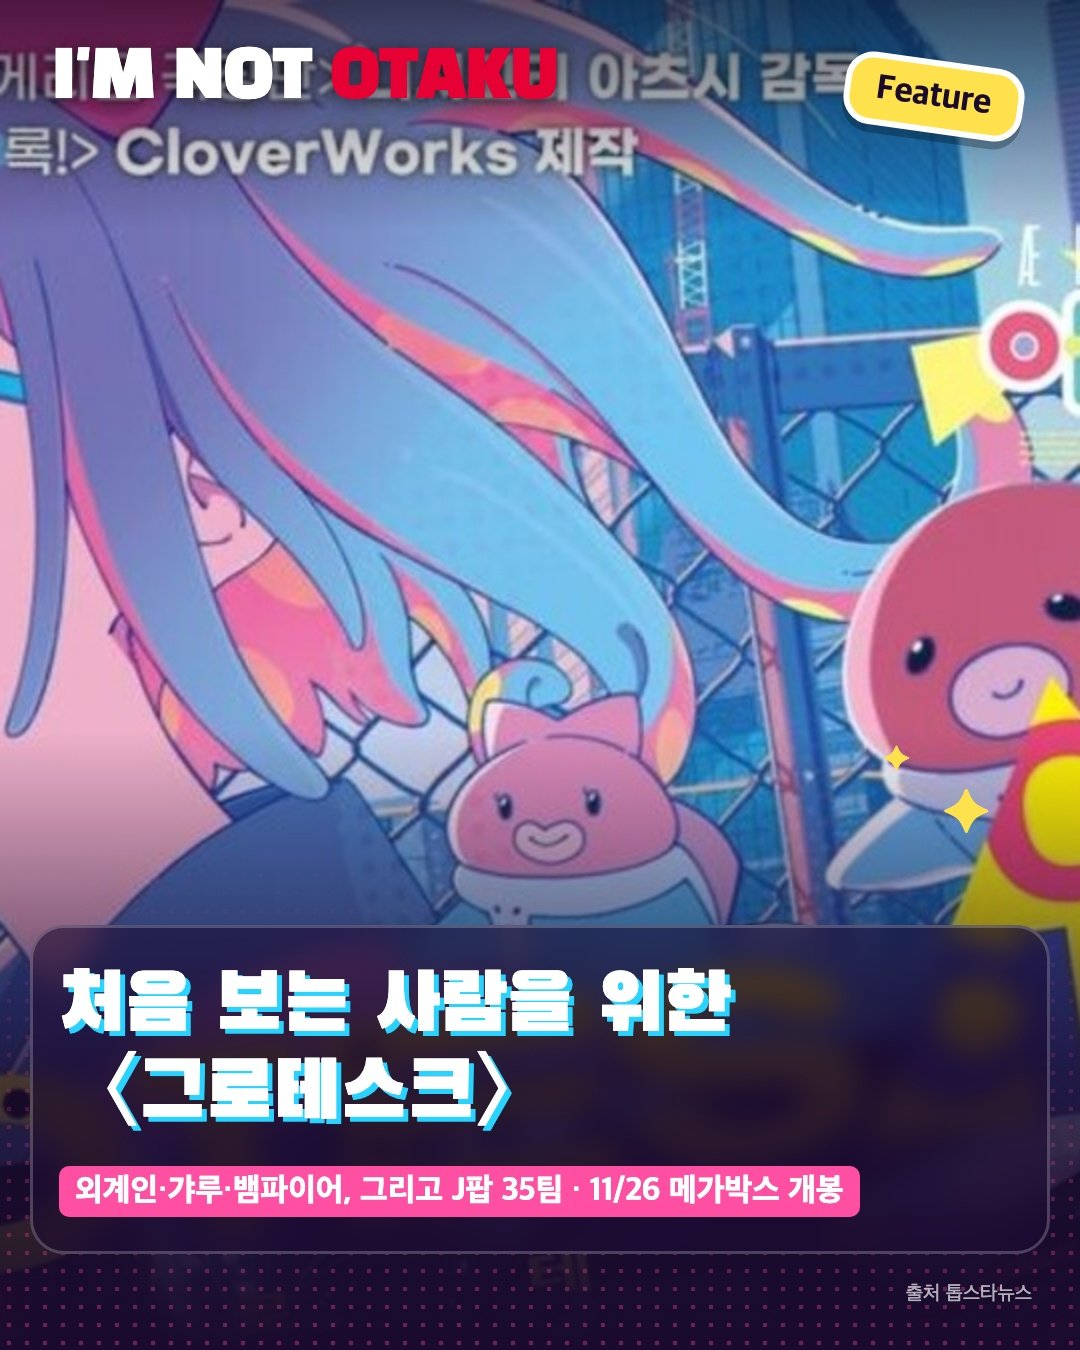 I'M NOT OTAKU
아츠시 감독
Feature
록!> CloverWorks 제작
처음 보는 사람을 위한
〈그로테스크〉
외계인·갸루·뱀파이어, 그리고 J팝 35팀 · 11/26 메가박스 개봉
출처 톱스타뉴스